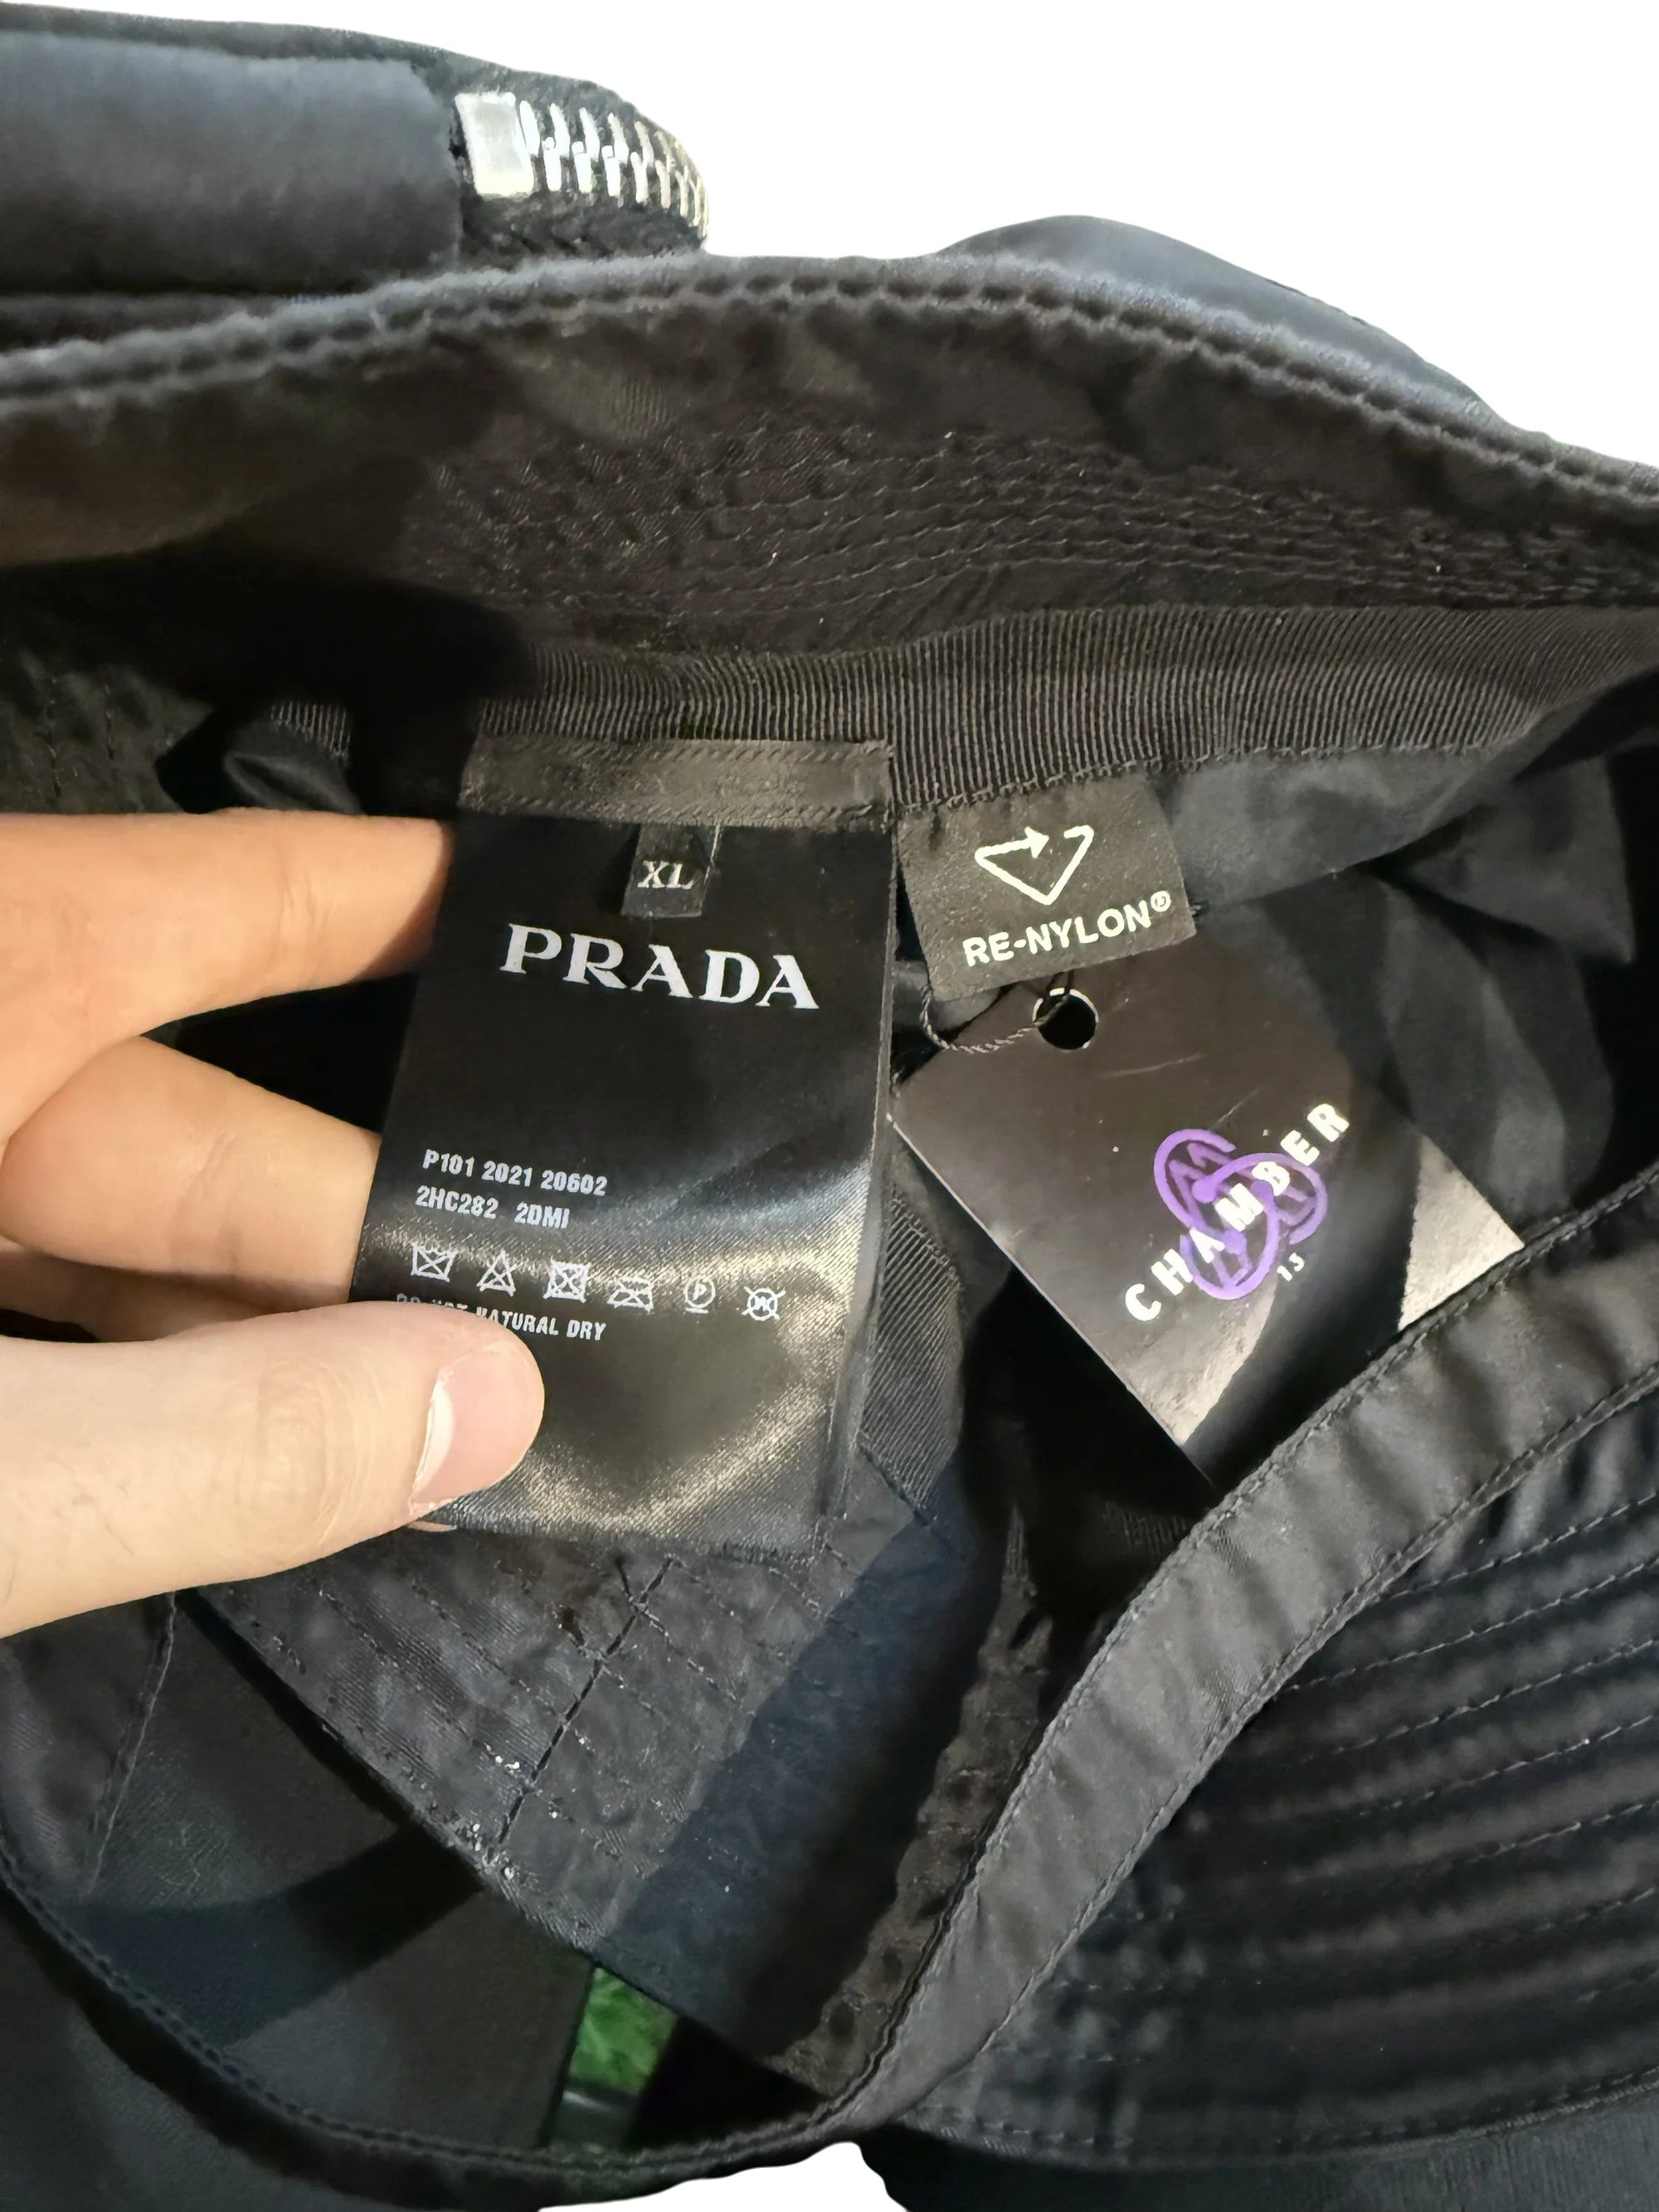 XL
PRADA
P101 2021 20602
2HC282 2DMI
P
W
NATURAL DRY
RE-NYLON®
CHAMBER
13